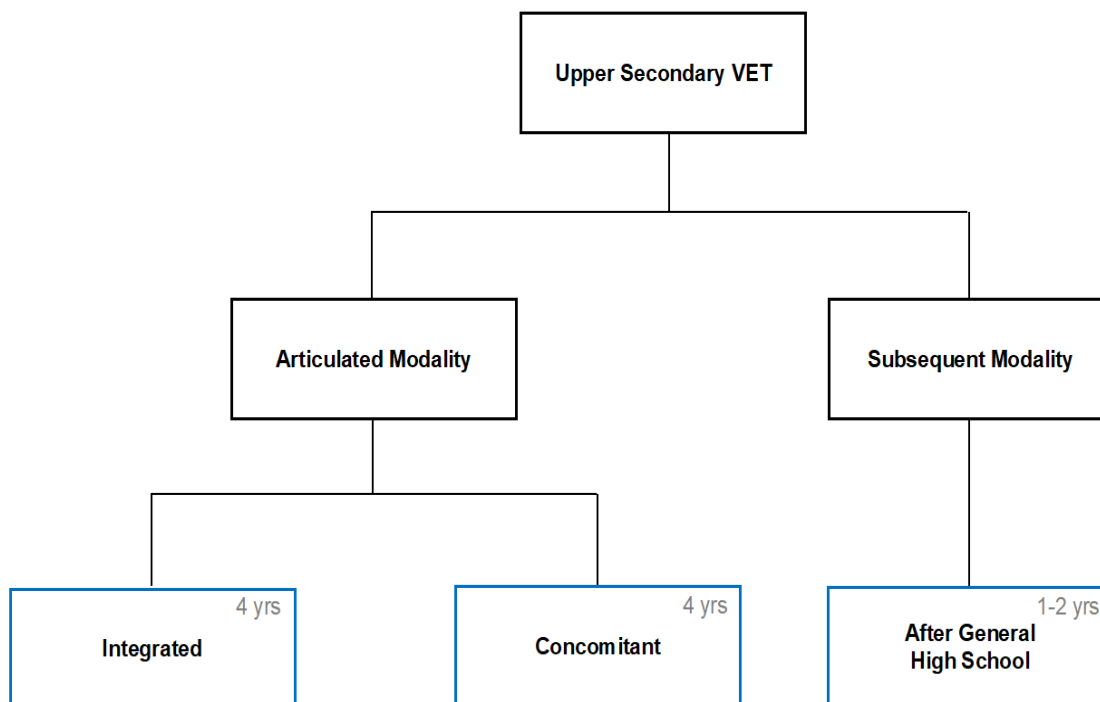 Upper Secondary VET
Articulated Modality
Subsequent Modality
4 yrs
Integrated
4 yrs
Concomitant
1-2 yrs
After General
High School